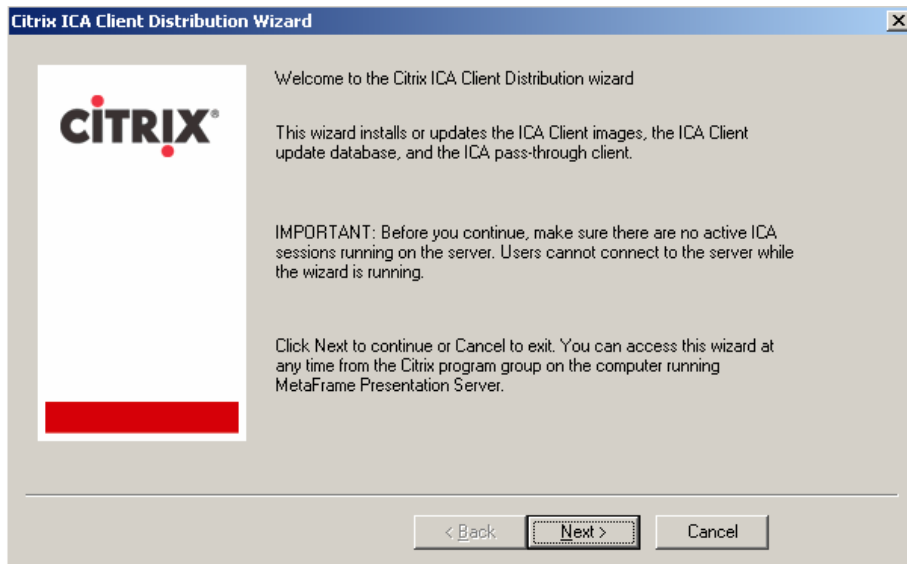 Citrix ICA Client Distribution Wizard
CiTRIX®
Welcome to the Citrix ICA Client Distribution wizard
This wizard installs or updates the ICA Client images, the ICA Client
update database, and the ICA pass-through client.
IMPORTANT: Before you continue, make sure there are no active ICA
sessions running on the server. Users cannot connect to the server while
the wizard is running.
Click Next to continue or Cancel to exit. You can access this wizard at
any time from the Citrix program group on the computer running
MetaFrame Presentation Server.
< Back Next > Cancel